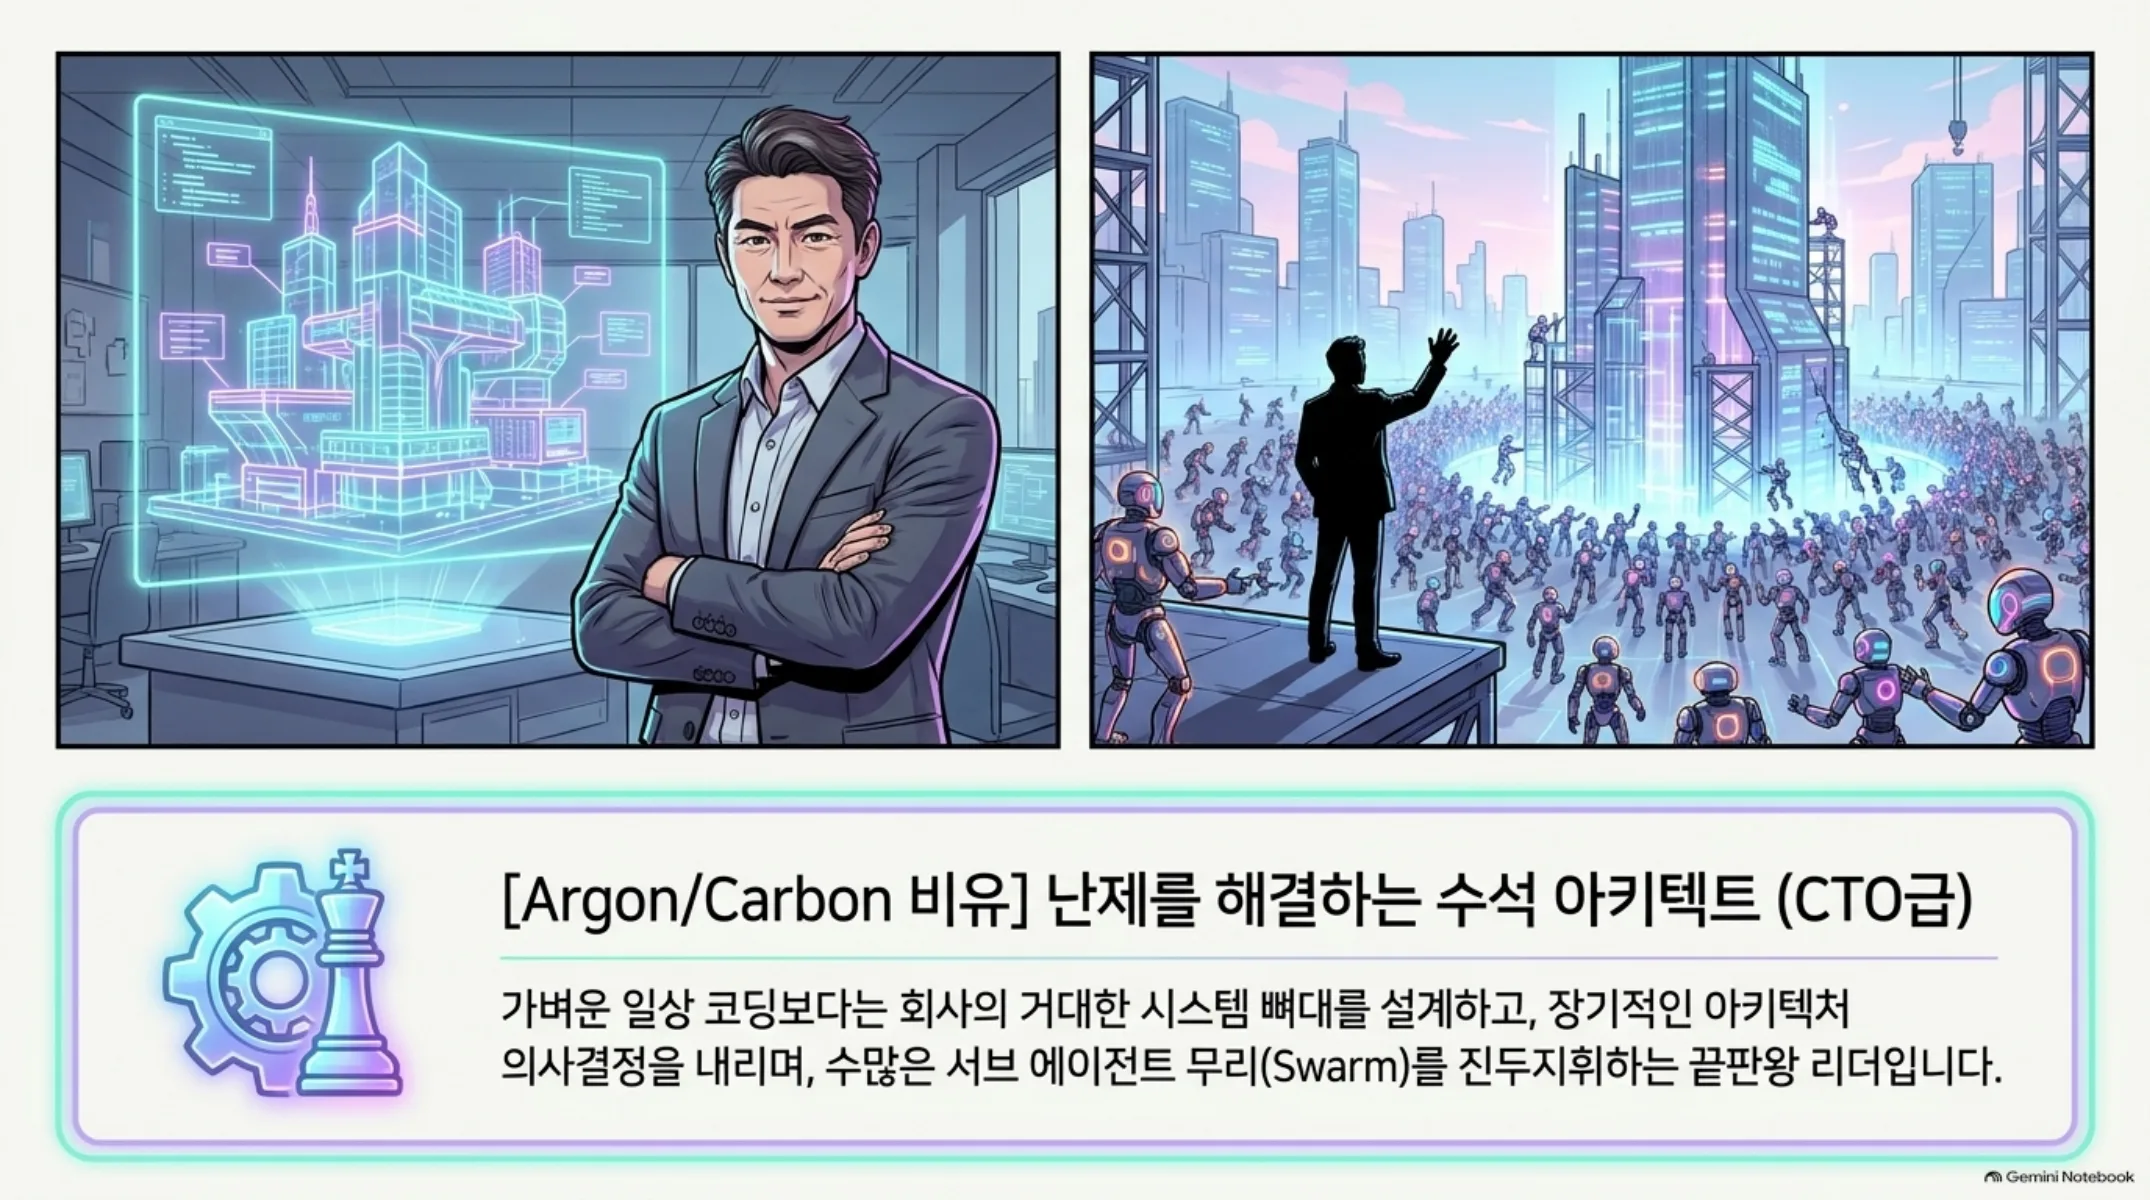 [Argon/Carbon 비유] 난제를 해결하는 수석 아키텍트 (CTO급)
가벼운 일상 코딩보다는 회사의 거대한 시스템 뼈대를 설계하고, 장기적인 아키텍처
의사결정을 내리며, 수많은 서브 에이전트 무리(Swarm)를 진두지휘하는 끝판왕 리더입니다.
Gemini Notebook